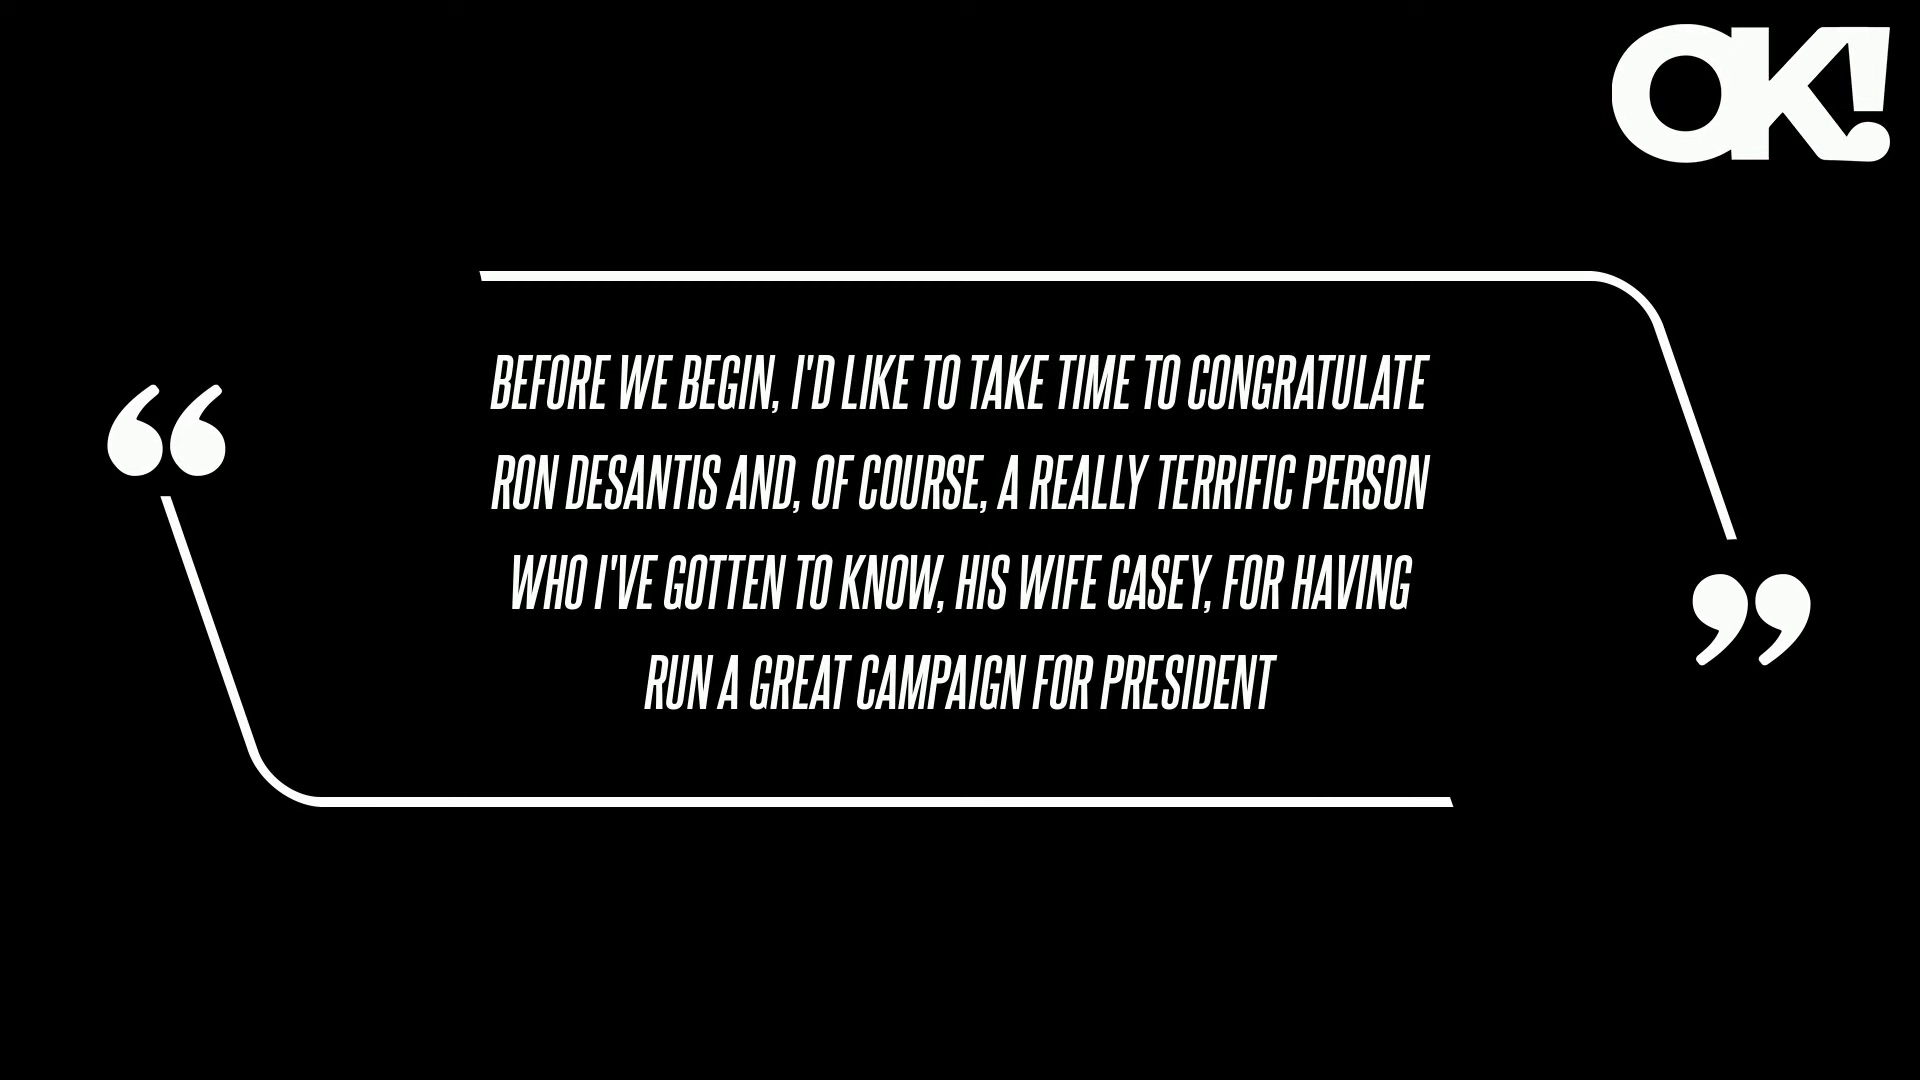 OK!
BEFORE WE BEGIN, I'D LIKE TO TAKE TIME TO CONGRATULATE
RON DESANTIS AND, OF COURSE, A REALLY TERRIFIC PERSON
WHO I'VE GOTTEN TO KNOW, HIS WIFE CASEY, FOR HAVING
RUN A GREAT CAMPAIGN FOR PRESIDENT